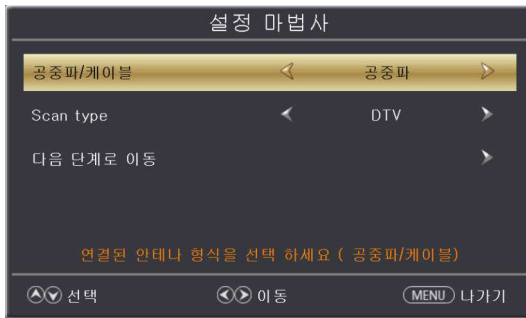 설정 마법사
공중파/케이블 공중파
Scan type DTV
다음 단계로 이동
연결된 안테나 형식을 선택 하세요 ( 공중파/케이블)
선택 이동 MENU 나가기